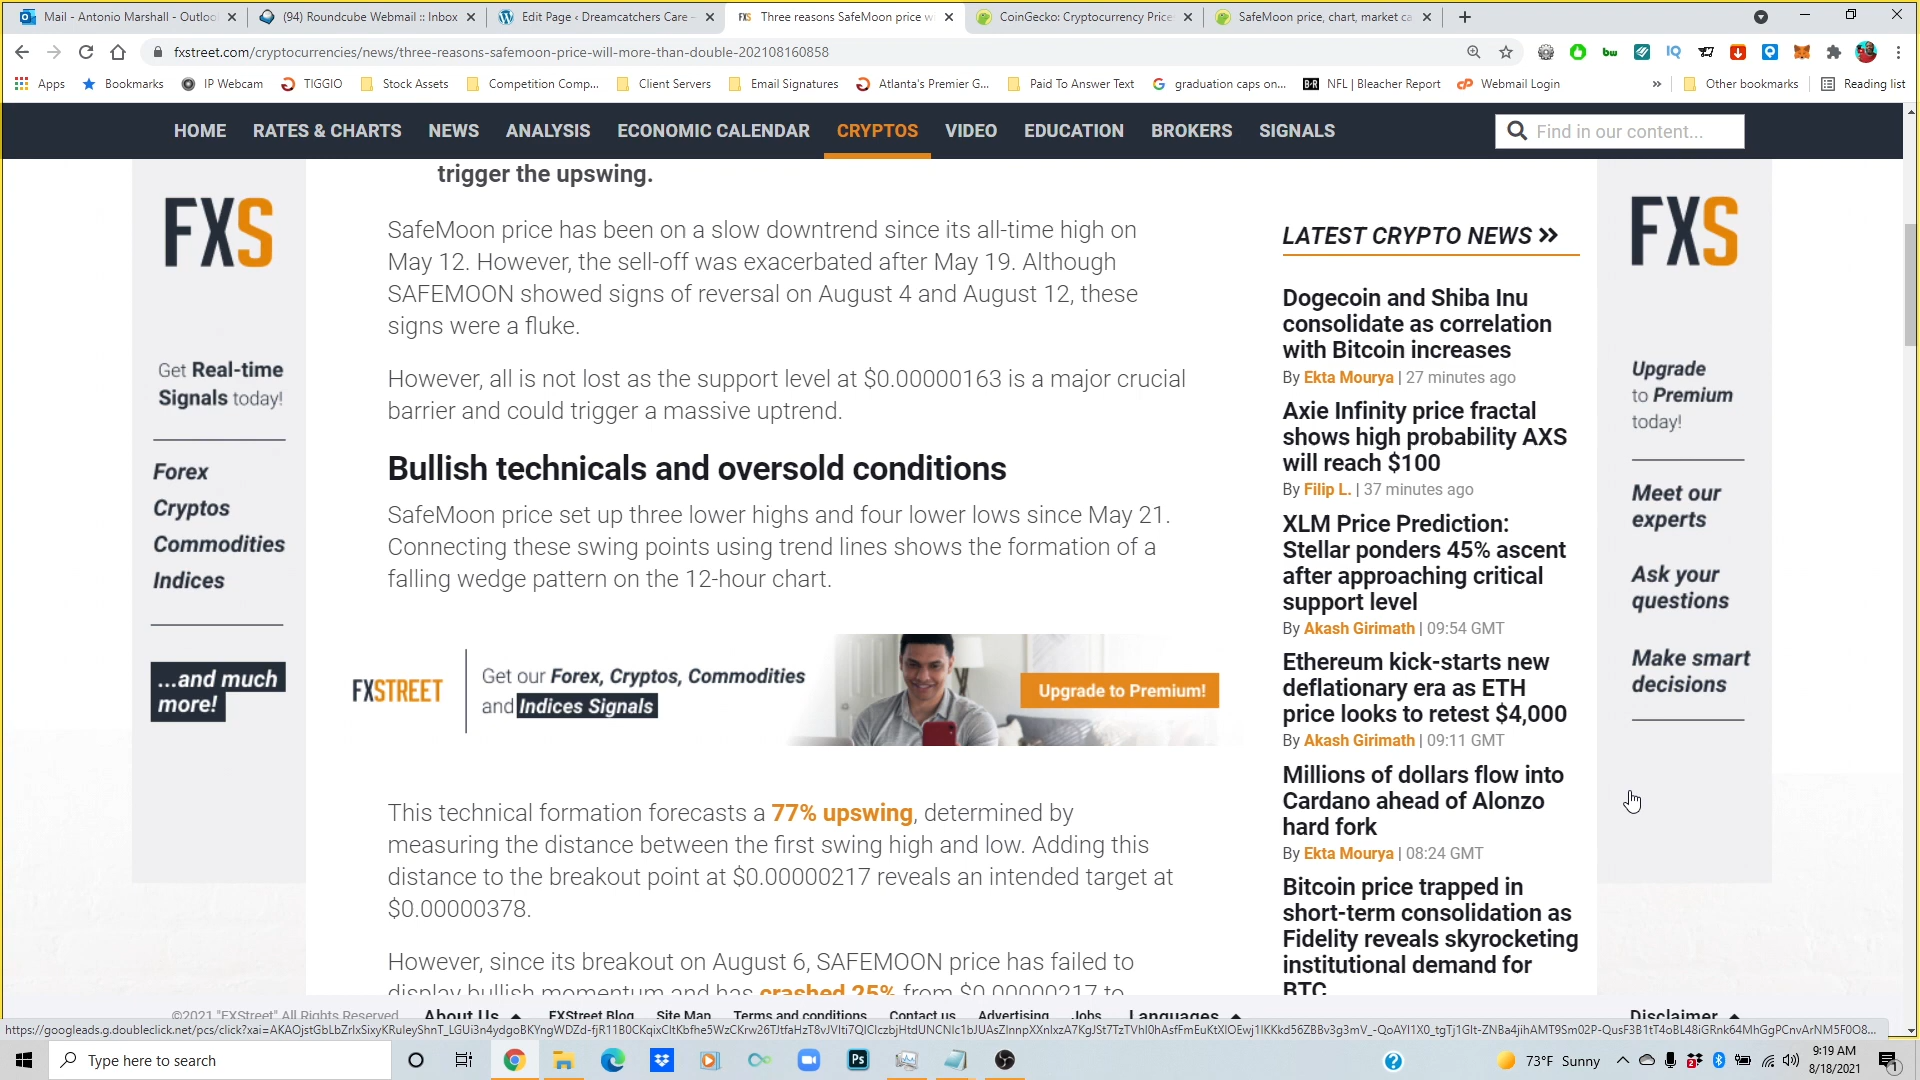 Mail - Antonio Marshall - Outloo
(94) Roundcube Webmail :: Inbox
Edit Page ‹ Dreamcatchers Care –
Three reasons SafeMoon price w
CoinGecko: Cryptocurrency Price
SafeMoon price, chart, market ca
fxstreet.com/cryptocurrencies/news/three-reasons-safemoon-price-will-more-than-double-202108160858
Apps
Bookmarks
IP Webcam
TIGGIO
Stock Assets
Competition Comp...
Client Servers
Email Signatures
Atlanta's Premier G...
Paid To Answer Text
graduation caps on...
NFL | Bleacher Report
Webmail Login
Other bookmarks
Reading list
HOME RATES & CHARTS NEWS ANALYSIS ECONOMIC CALENDAR CRYPTOS VIDEO EDUCATION BROKERS SIGNALS
Find in our content...
FXS
Get Real-time
Signals today!
Forex
Cryptos
Commodities
Indices
...and much
more!
trigger the upswing.
SafeMoon price has been on a slow downtrend since its all-time high on
May 12. However, the sell-off was exacerbated after May 19. Although
SAFEMOON showed signs of reversal on August 4 and August 12, these
signs were a fluke.
However, all is not lost as the support level at $0.00000163 is a major crucial
barrier and could trigger a massive uptrend.
Bullish technicals and oversold conditions
SafeMoon price set up three lower highs and four lower lows since May 21.
Connecting these swing points using trend lines shows the formation of a
falling wedge pattern on the 12-hour chart.
FXSTREET
Get our Forex, Cryptos, Commodities
and Indices Signals
Upgrade to Premium!
This technical formation forecasts a 77% upswing, determined by
measuring the distance between the first swing high and low. Adding this
distance to the breakout point at $0.00000217 reveals an intended target at
$0.00000378.
However, since its breakout on August 6, SAFEMOON price has failed to
display bullish momentum and has crashed 25% from $0.00000217 to
LATEST CRYPTO NEWS
Dogecoin and Shiba Inu
consolidate as correlation
with Bitcoin increases
By Ekta Mourya | 27 minutes ago
Axie Infinity price fractal
shows high probability AXS
will reach $100
By Filip L. | 37 minutes ago
XLM Price Prediction:
Stellar ponders 45% ascent
after approaching critical
support level
By Akash Girimath | 09:54 GMT
Ethereum kick-starts new
deflationary era as ETH
price looks to retest $4,000
By Akash Girimath | 09:11 GMT
Millions of dollars flow into
Cardano ahead of Alonzo
hard fork
By Ekta Mourya | 08:24 GMT
Bitcoin price trapped in
short-term consolidation as
Fidelity reveals skyrocketing
institutional demand for
BTC
FXS
Upgrade
to Premium
today!
Meet our
experts
Ask your
questions
Make smart
decisions
©2021 "FXStreet" All Rights Reserved
About Us
FXStreet Blog
Site Map
Terms and conditions
Contact us
Advertising
Jobs
Languages
Disclaimer
Type here to search
Ps
73°F Sunny
9:19 AM
8/18/2021